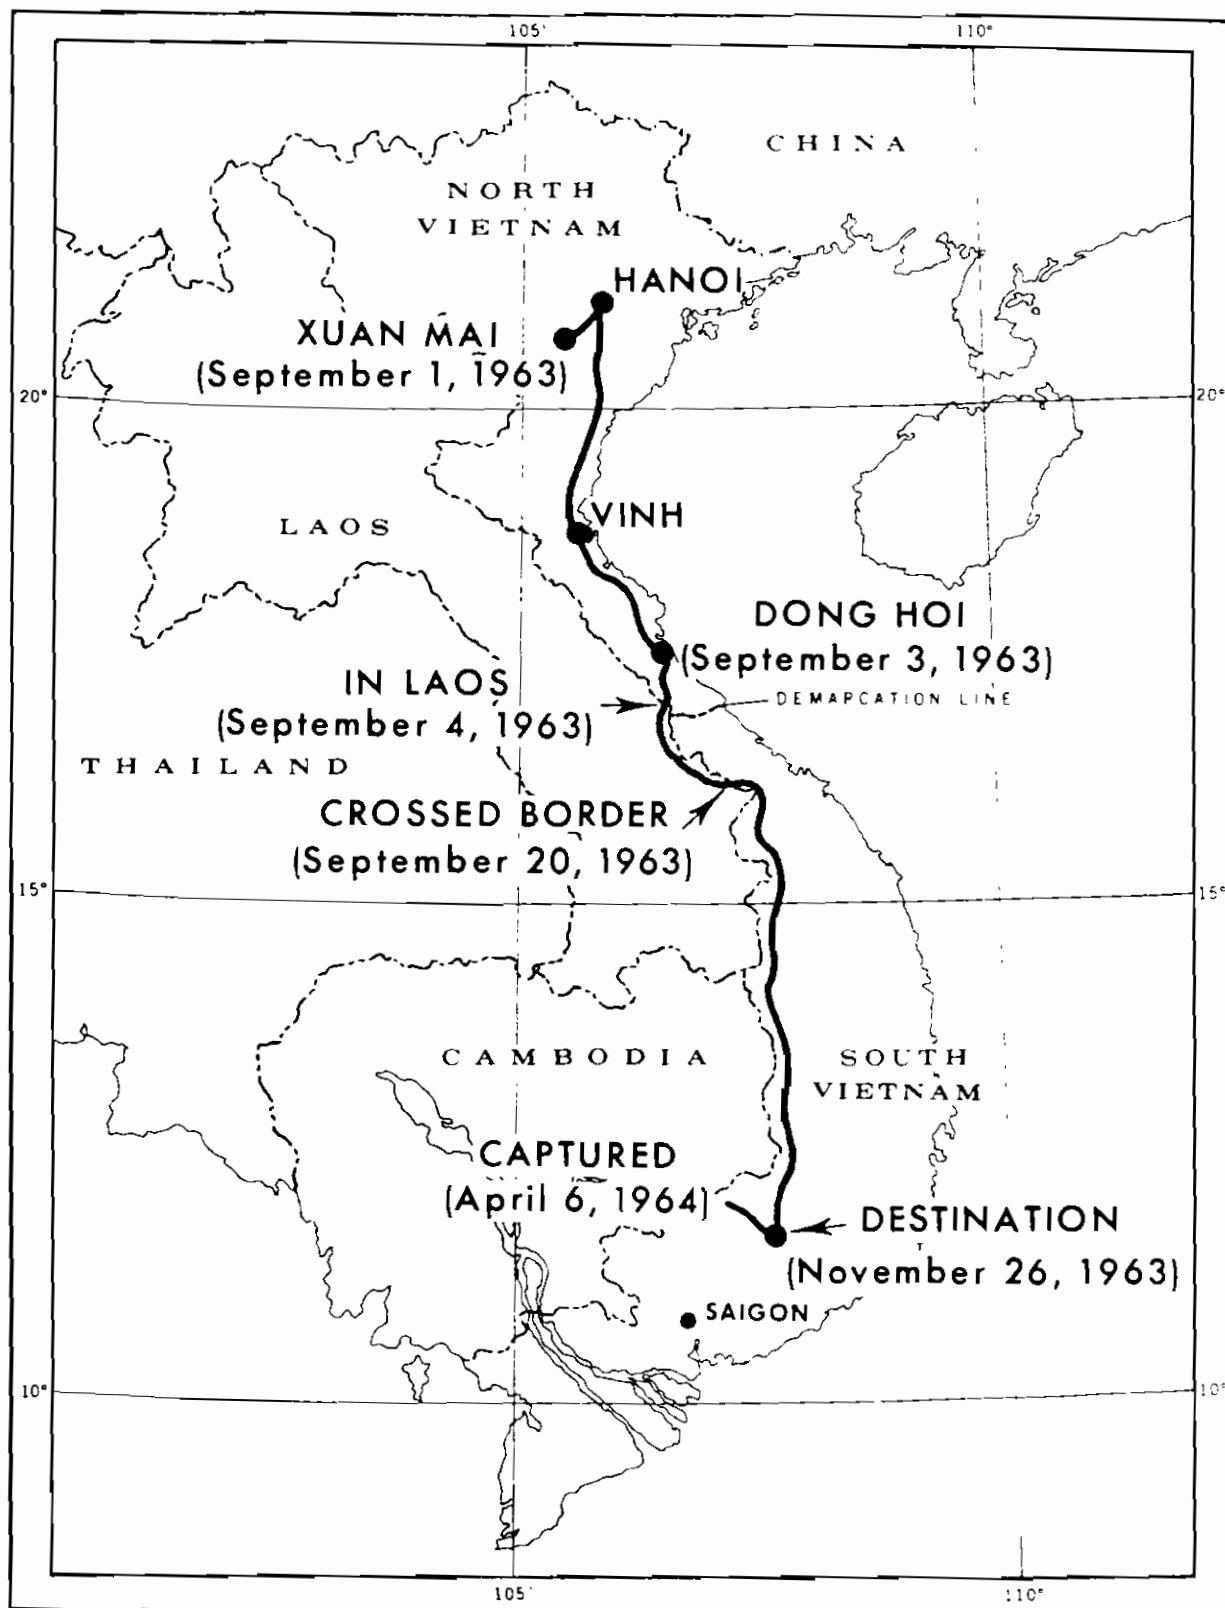 105°
110°
CHINA
NORTH
VIETNAM
HANOI
XUAN MAI
(September 1, 1963)
20°
20°
VINH
LAOS
DONG HOI
(September 3, 1963)
IN LAOS
(September 4, 1963)
DEMAPCATION LINE
THAILAND
CROSSED BORDER
(September 20, 1963)
15°
15°
CAMBODIA
SOUTH
VIETNAM
CAPTURED
(April 6, 1964)
DESTINATION
(November 26, 1963)
SAIGON
10°
10°
105°
110°